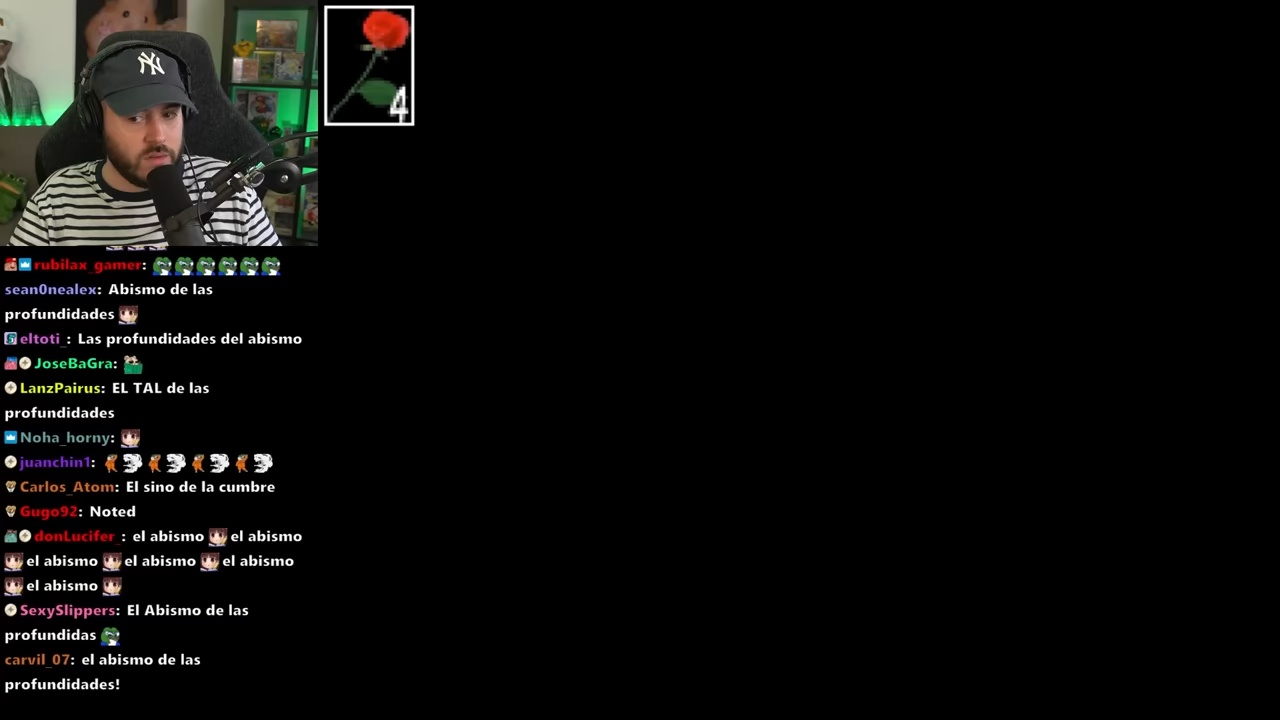 NY
4
rubilax_gamer:
sean0nealex: Abismo de las
profundidades
eltoti_: Las profundidades del abismo
JoseBaGra:
LanzPairus: EL TAL de las
profundidades
Noha_horny:
juanchin1:
Carlos_Atom: El sino de la cumbre
Gugo92: Noted
donLucifer_: el abismo el abismo
el abismo el abismo el abismo
el abismo
SexySlippers: El Abismo de las
profundidas
carvil_07: el abismo de las
profundidades!